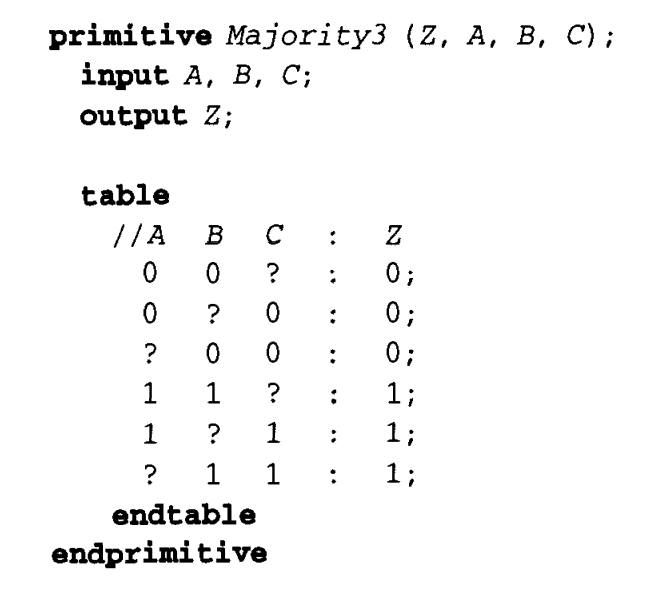 primitive Majority3 (Z, A, B, C);
input A, B, C;
output Z;
table
//A B C : Z
0 0 ? : 0;
0 ? 0 : 0;
? 0 0 : 0;
1 1 ? : 1;
1 ? 1 : 1;
? 1 1 : 1;
endtable
endprimitive